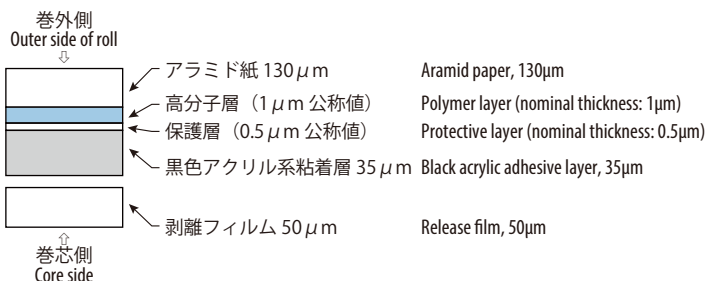 巻外側
Outer side of roll
アラミド紙 130μm Aramid paper, 130µm
高分子層（1μm 公称値） Polymer layer (nominal thickness: 1µm)
保護層（0.5μm 公称値） Protective layer (nominal thickness: 0.5µm)
黒色アクリル系粘着層 35μm Black acrylic adhesive layer, 35µm
剥離フィルム 50μm Release film, 50µm
巻芯側
Core side